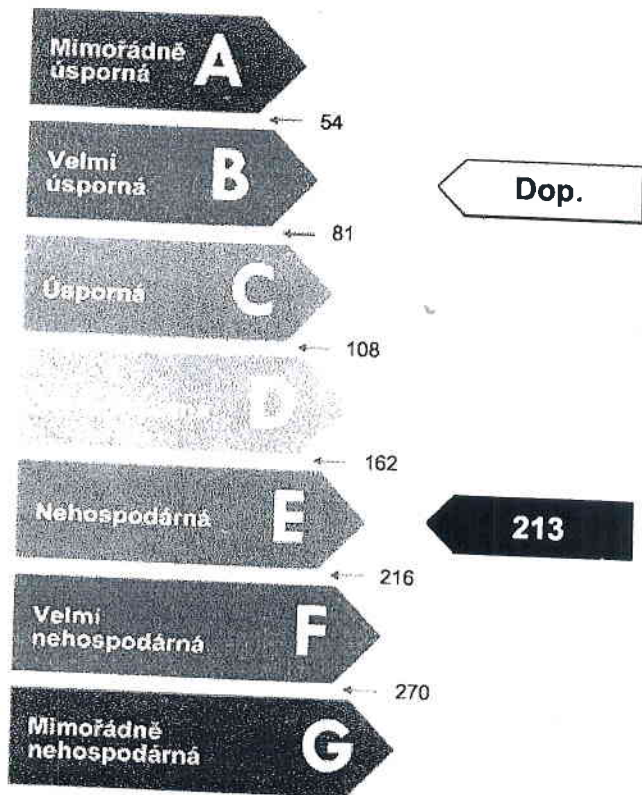 Mimořádně
úsporná
A
54
Velmi
úsporná
B
Dop.
81
Úsporná
C
108
D
162
Nehospodárná
E
213
216
Velmi
nehospodárná
F
270
Mimořádně
nehospodárná
G